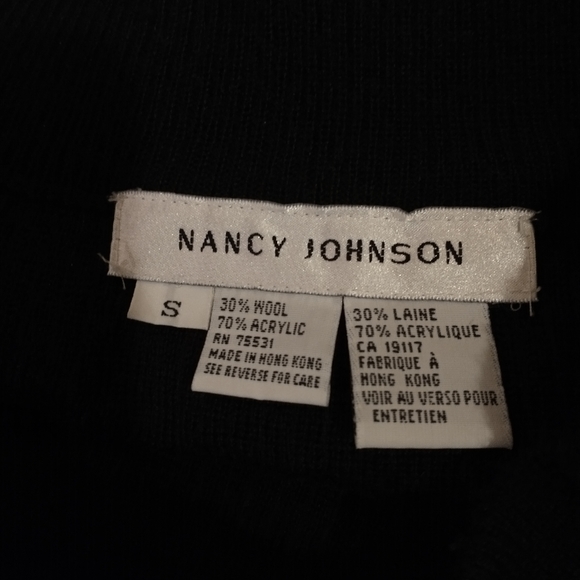 NANCY JOHNSON
S
30% WOOL
70% ACRYLIC
RN 75531
MADE IN HONG KONG
SEE REVERSE FOR CARE
30% LAINE
70% ACRYLIQUE
CA 19117
FABRIQUE À
HONG KONG
VOIR AU VERSO POUR
ENTRETIEN